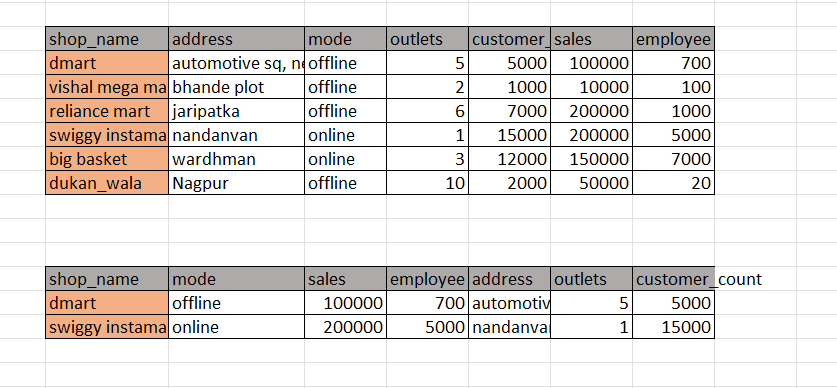 shop_name address mode outlets customer_ sales employee
dmart automotive sq, ne offline 5 5000 100000 700
vishal mega ma bhande plot offline 2 1000 10000 100
reliance mart jaripatka offline 6 7000 200000 1000
swiggy instama nandanvan online 1 15000 200000 5000
big basket wardhman online 3 12000 150000 7000
dukan_wala Nagpur offline 10 2000 50000 20
shop_name mode sales employee address outlets customer_count
dmart offline 100000 700 automotiv 5 5000
swiggy instama online 200000 5000 nandanva 1 15000